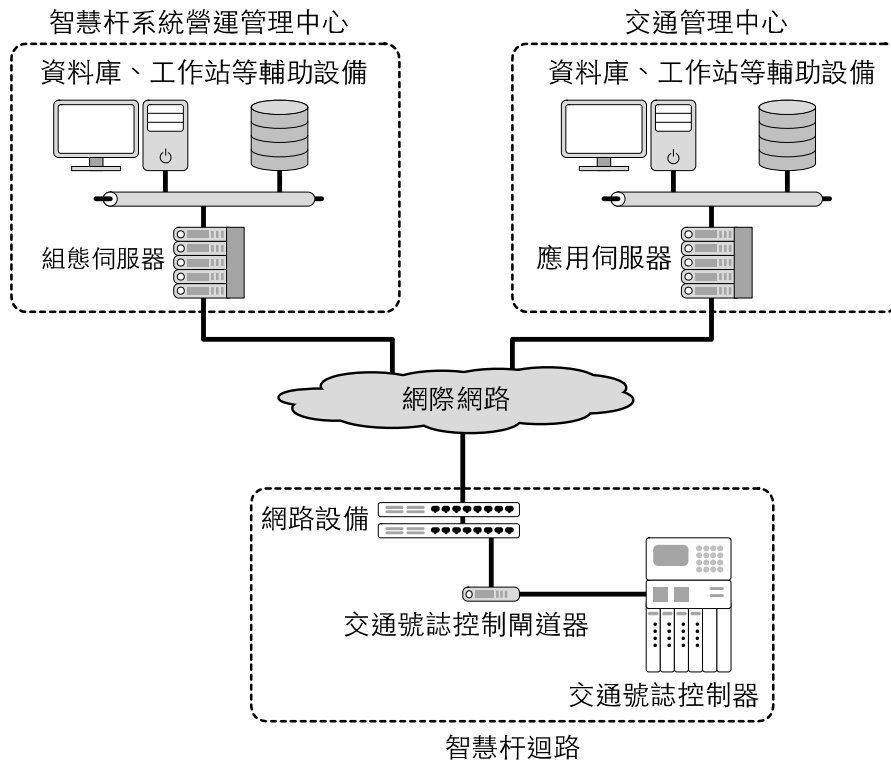 智慧杆系統營運管理中心
資料庫、工作站等輔助設備
組態伺服器
交通管理中心
資料庫、工作站等輔助設備
應用伺服器
網際網路
網路設備
交通號誌控制閘道器
交通號誌控制器
智慧杆迴路